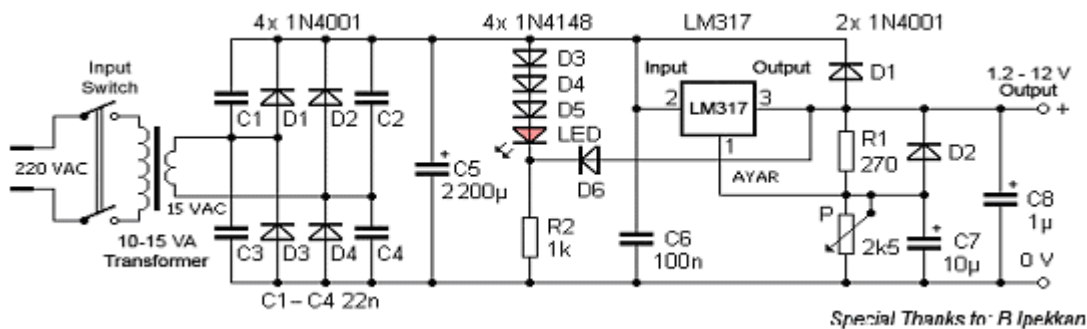 4x 1N4001
4x 1N4148
LM317
2x 1N4001
Input
Switch
220 VAC
15 VAC
10-15 VA
Transformer
C1
D1
D2
C2
C3
D3
D4
C4
C1 – C4 22n
+
C5
2200µ
D3
D4
D5
LED
D6
R2
1k
Input
Output
2
LM317
3
1
AYAR
C6
100n
D1
R1
270
D2
P
2k5
+
C7
10µ
1.2 - 12 V
Output
+
+
C8
1µ
0 V
Special Thanks to: B.Ipekkan